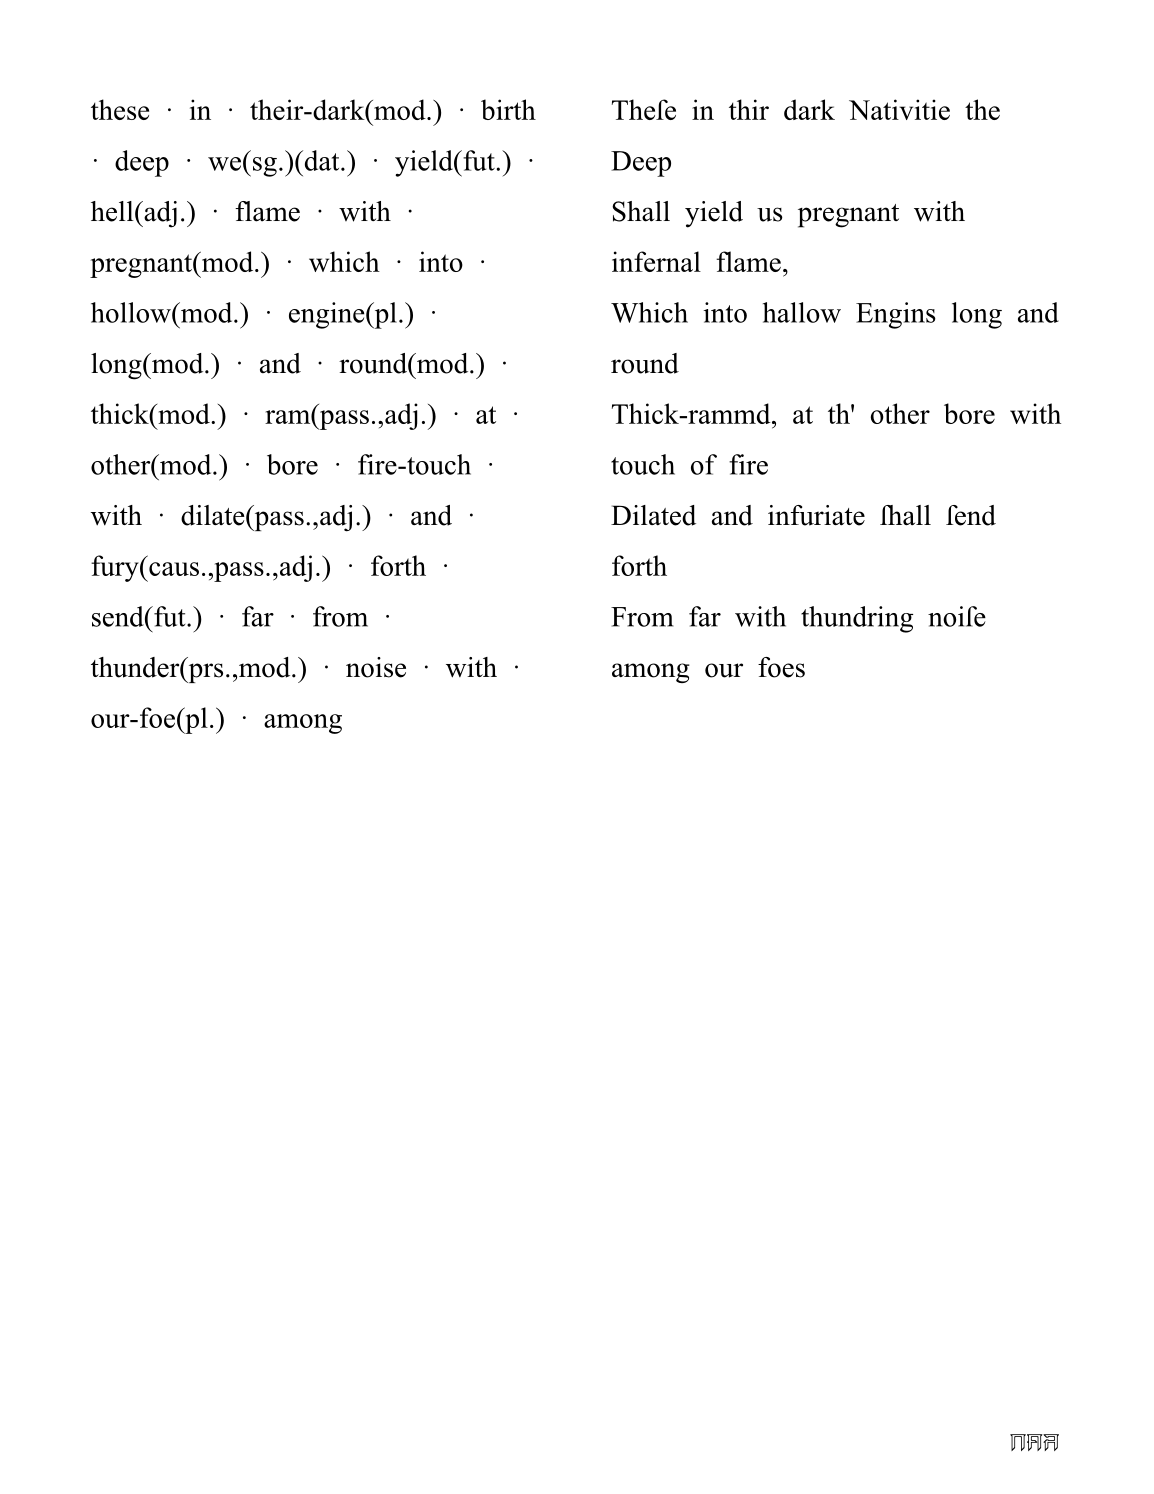 these · in · their-dark(mod.) · birth
· deep · we(sg.)(dat.) · yield(fut.) ·
hell(adj.) · flame · with ·
pregnant(mod.) · which · into ·
hollow(mod.) · engine(pl.) ·
long(mod.) · and · round(mod.) ·
thick(mod.) · ram(pass.,adj.) · at ·
other(mod.) · bore · fire-touch ·
with · dilate(pass.,adj.) · and ·
fury(caus.,pass.,adj.) · forth ·
send(fut.) · far · from ·
thunder(prs.,mod.) · noise · with ·
our-foe(pl.) · among
Theſe in thir dark Nativitie the
Deep
Shall yield us pregnant with
infernal flame,
Which into hallow Engins long and
round
Thick-rammd, at th' other bore with
touch of fire
Dilated and infuriate ſhall ſend
forth
From far with thundring noiſe
among our foes